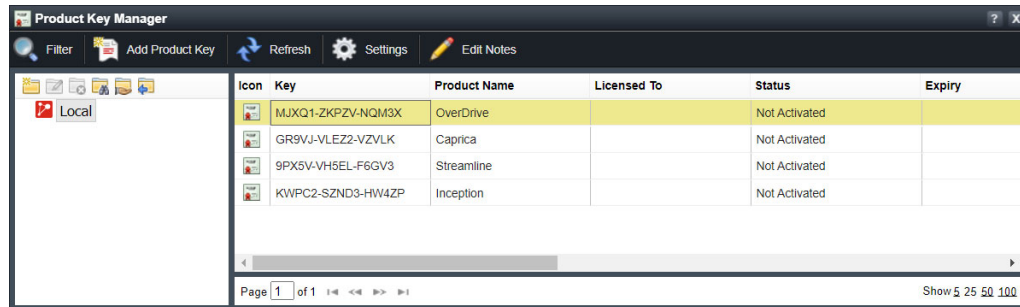 Product Key Manager ? X
Filter Add Product Key Refresh Settings Edit Notes
Local
Icon Key Product Name Licensed To Status Expiry
MJXQ1-ZKPZV-NQM3X OverDrive Not Activated
GR9VJ-VLEZ2-VZVLK Caprica Not Activated
9PX5V-VH5EL-F6GV3 Streamline Not Activated
KWPC2-SZND3-HW4ZP Inception Not Activated
Page 1 of 1 Show 5 25 50 100